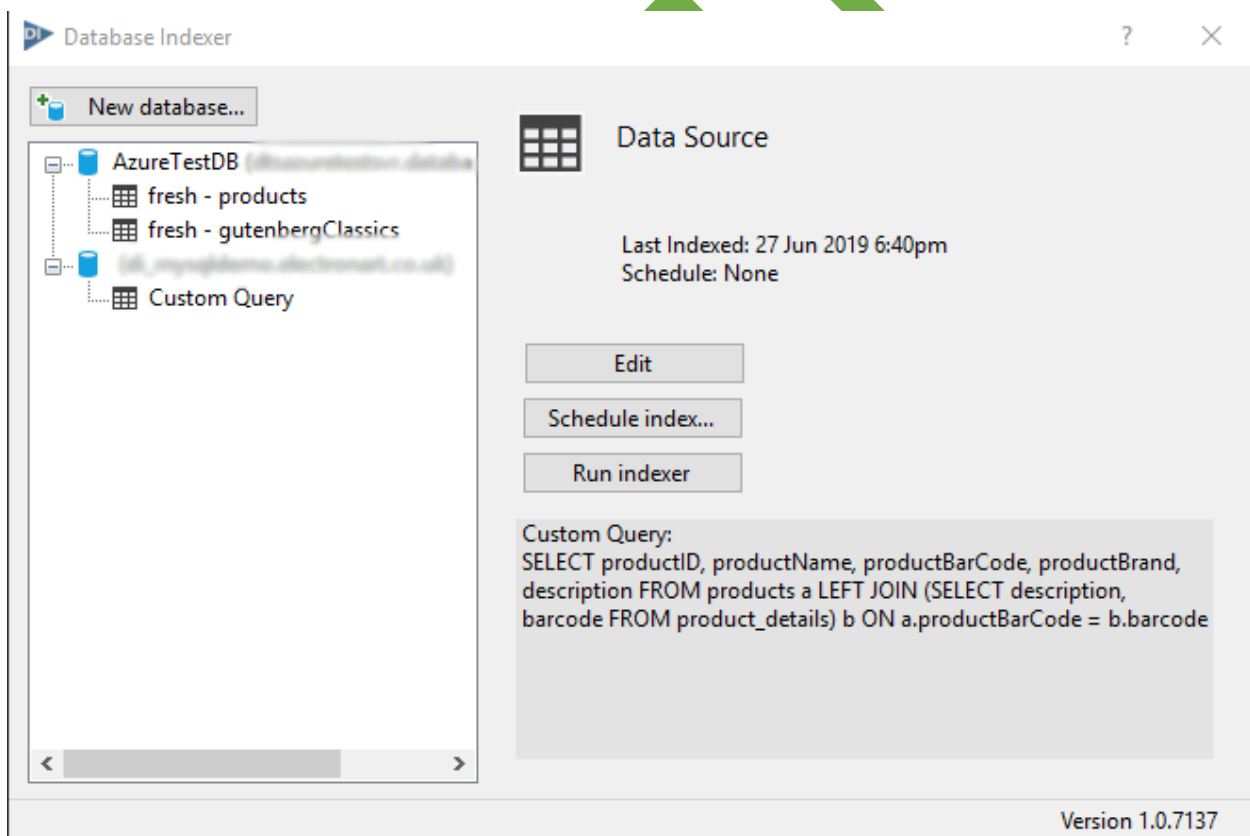 DI Database Indexer ? ×
New database...
AzureTestDB
fresh - products
fresh - gutenbergClassics
Custom Query
Data Source
Last Indexed: 27 Jun 2019 6:40pm
Schedule: None
Edit
Schedule index...
Run indexer
Custom Query:
SELECT productID, productName, productBarCode, productBrand,
description FROM products a LEFT JOIN (SELECT description,
barcode FROM product_details) b ON a.productBarCode = b.barcode
Version 1.0.7137